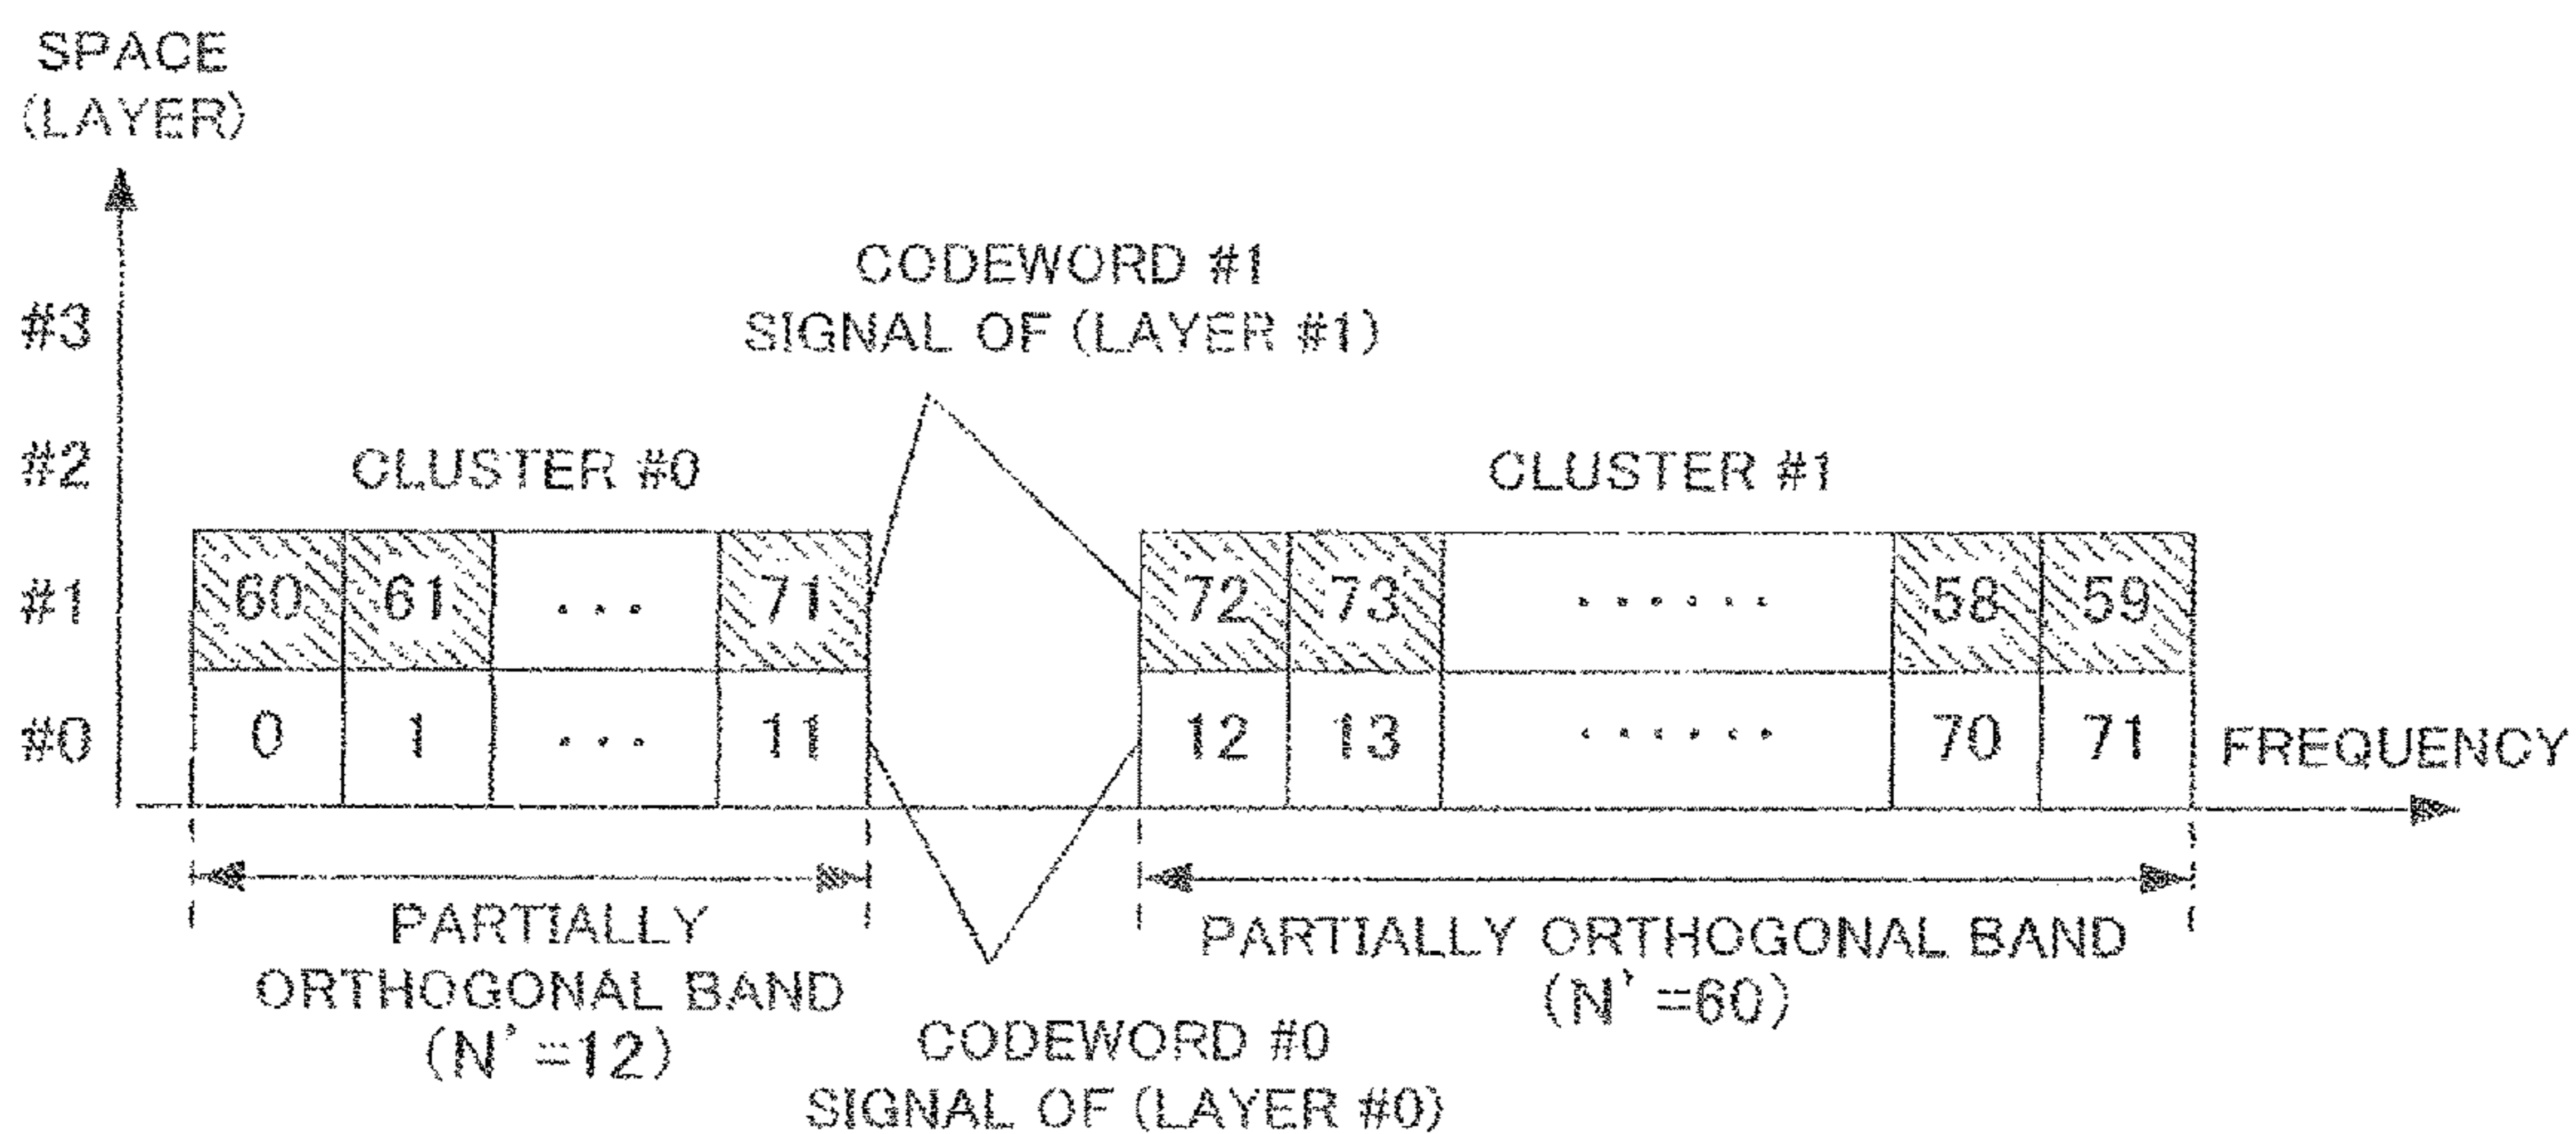 SPACE
(LAYER)
CODEWORD #1
SIGNAL OF (LAYER #1)
#3
#2
CLUSTER #0
CLUSTER #1
#1
60 61 ... 71
72 73 ...... 58 59
#0
0 1 ... 11
12 13 ...... 70 71
FREQUENCY
PARTIALLY
ORTHOGONAL BAND
(N'=12)
PARTIALLY ORTHOGONAL BAND
(N'=60)
CODEWORD #0
SIGNAL OF (LAYER #0)